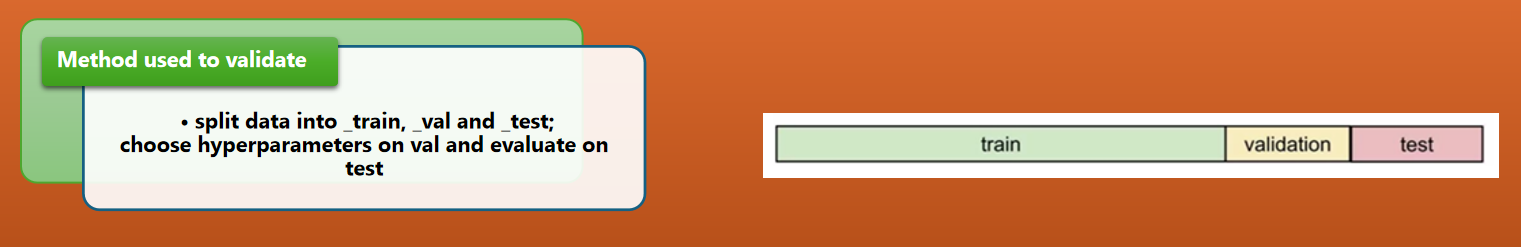 Method used to validate
• split data into _train, _val and _test;
choose hyperparameters on val and evaluate on
test
train
validation
test